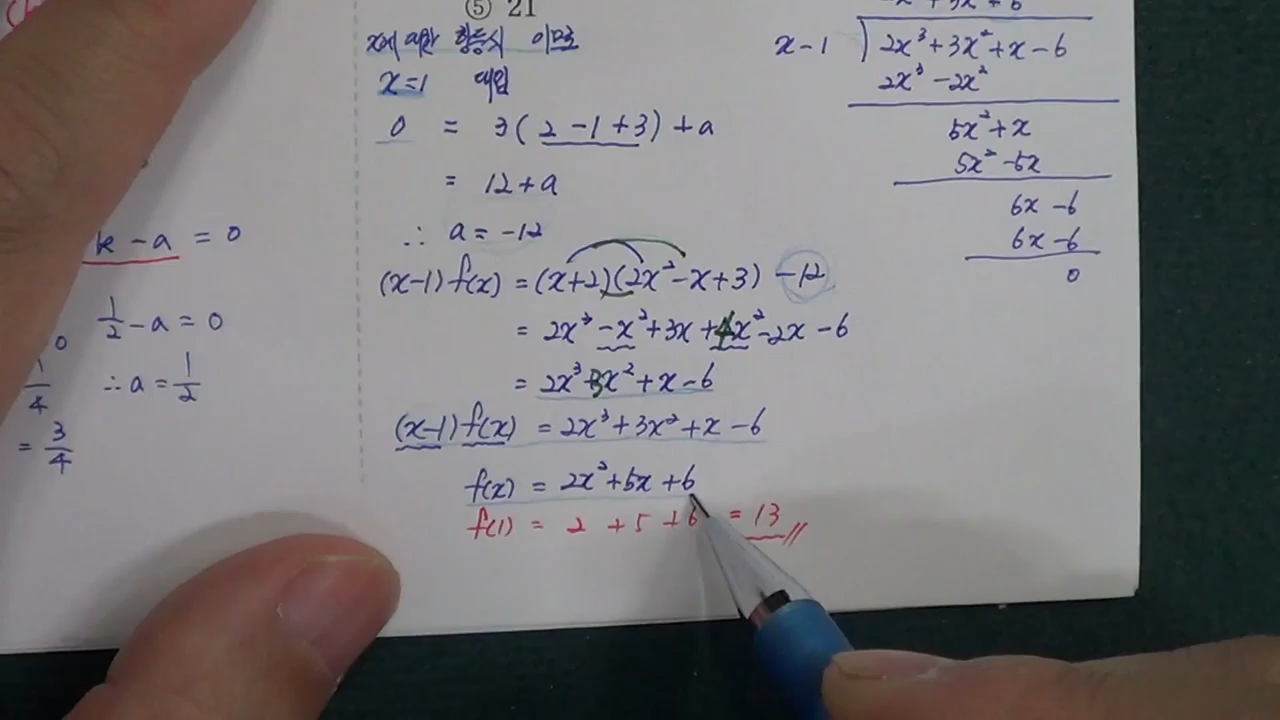 ⑤ 21
x에 대한 항등식 이므로
x=1 대입
0 = 3(2-1+3)+a
= 12+a
∴ a=-12
(x-1)f(x)=(x+2)(2x²-x+3)-12
= 2x³-x²+3x+4x²-2x-6
= 2x³+3x²+x-6
(x-1)f(x) = 2x³+3x²+x-6
f(x) = 2x²+5x+6
f(1) = 2 +5 +6 = 13
x-1 ) 2x³+3x²+x-6
2x³-2x²
5x²+x
5x²-5x
6x-6
6x-6
0
k-a = 0
1/2-a = 0
∴ a = 1/2
0
1/4
= 3/4